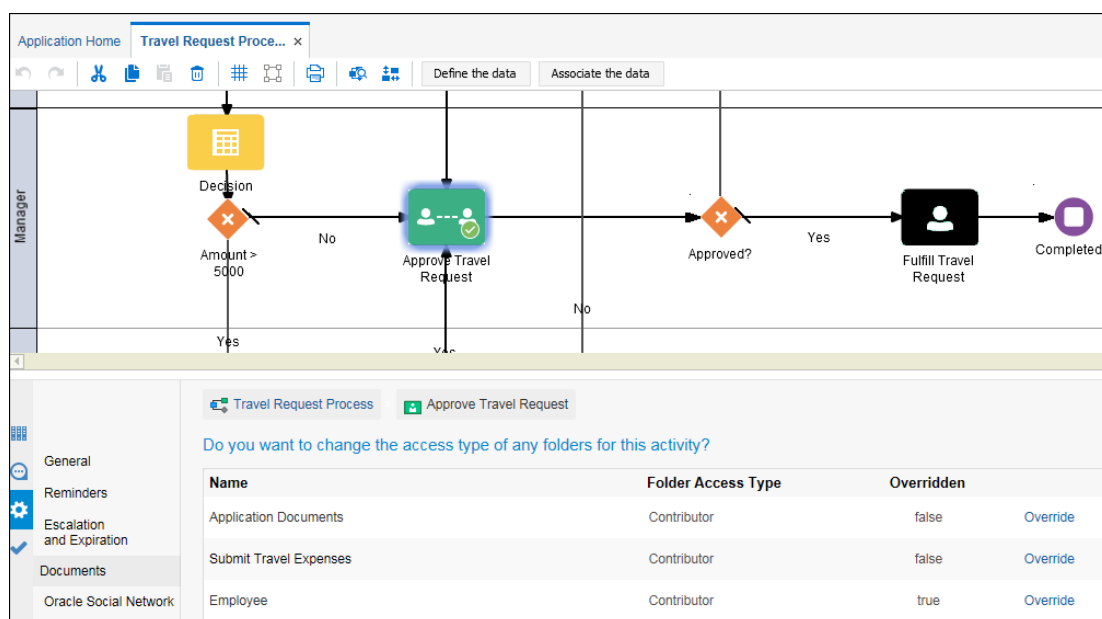 Application Home
Travel Request Proce... ×
Define the data
Associate the data
Manager
Decision
Amount >
5000
No
Yes
Approve Travel
Request
Yes
No
Approved?
Yes
Fulfill Travel
Request
Completed
Travel Request Process
Approve Travel Request
Do you want to change the access type of any folders for this activity?
General
Reminders
Escalation
and Expiration
Documents
Oracle Social Network
Name Folder Access Type Overridden
Application Documents Contributor false Override
Submit Travel Expenses Contributor false Override
Employee Contributor true Override